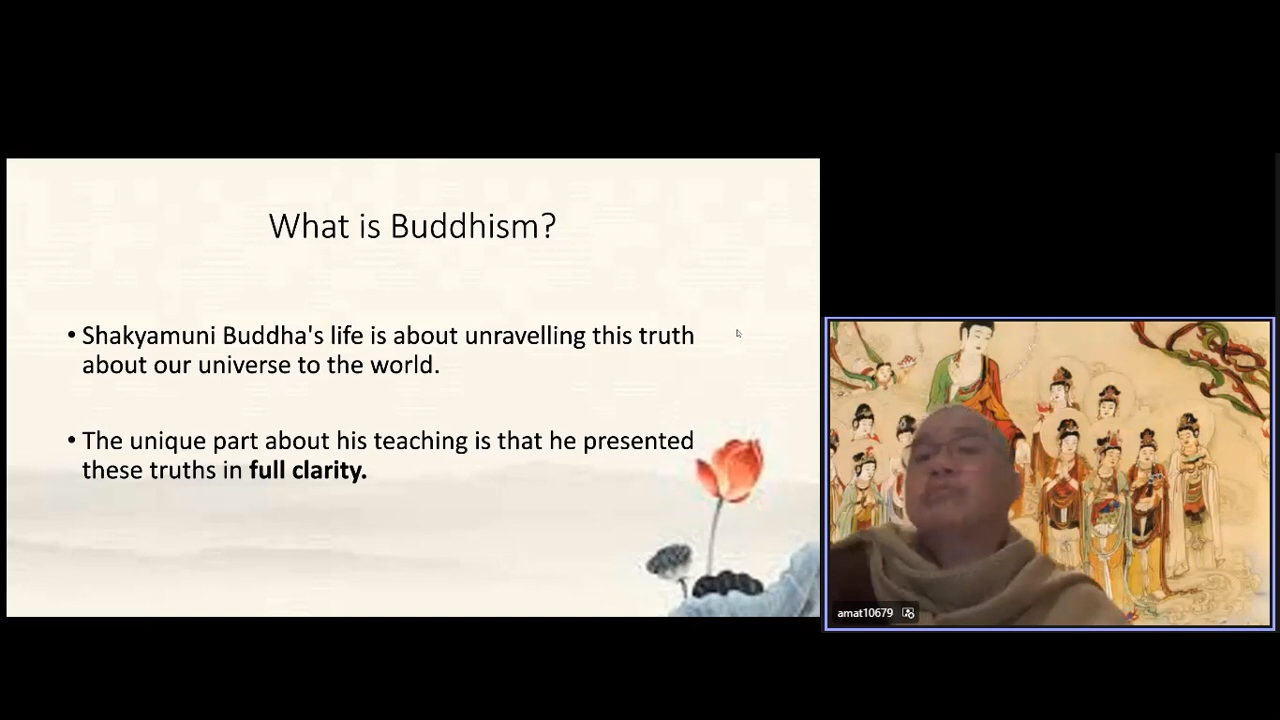 What is Buddhism?
• Shakyamuni Buddha's life is about unravelling this truth
about our universe to the world.
• The unique part about his teaching is that he presented
these truths in full clarity.
amat10679